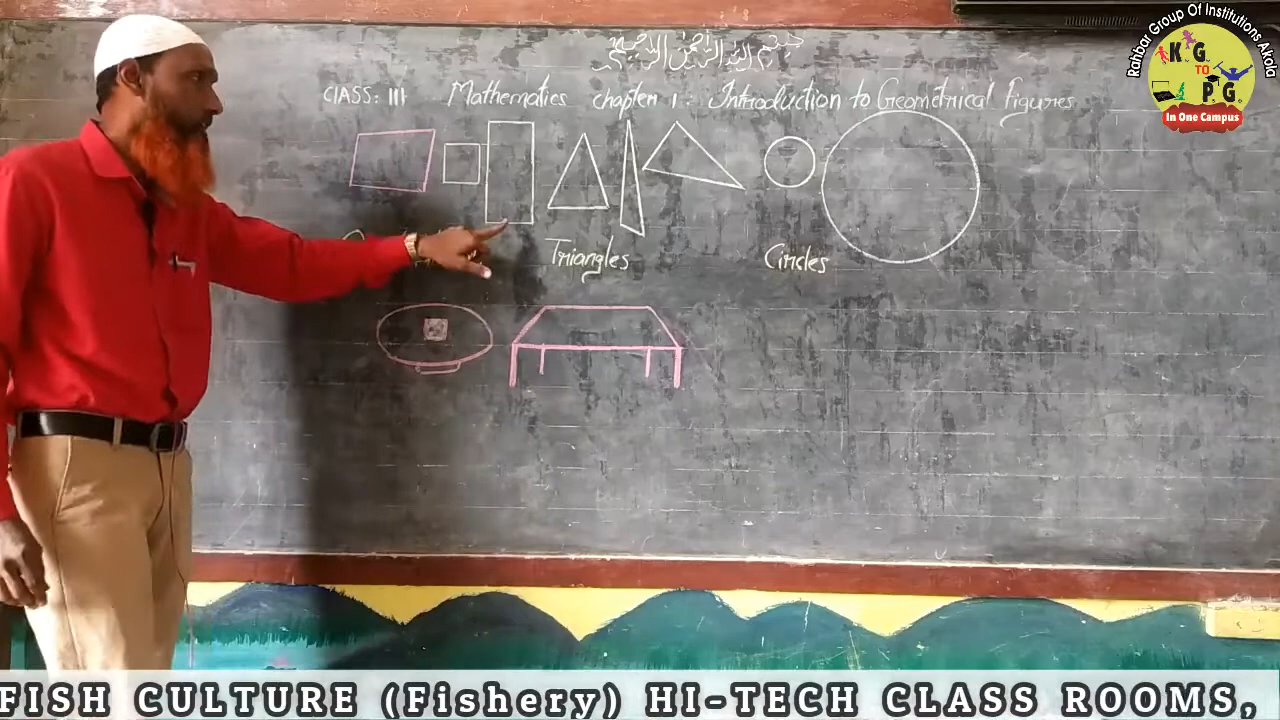 بسم الله الرحمن الرحيم
CLASS: III Mathematics chapter 1: Introduction to Geometrical figures
Triangles Circles
Rahbar Group Of Institutions Akola
K G
TO
P.G.
In One Campus
FISH CULTURE (Fishery) HI-TECH CLASS ROOMS,